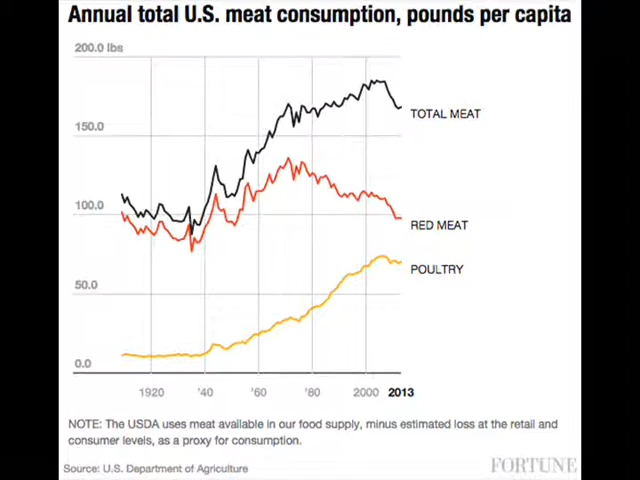 Annual total U.S. meat consumption, pounds per capita
200.0 lbs
TOTAL MEAT
150.0
100.0
RED MEAT
POULTRY
50.0
0.0
1920 '40 '60 '80 2000 2013
NOTE: The USDA uses meat available in our food supply, minus estimated loss at the retail and
consumer levels, as a proxy for consumption.
Source: U.S. Department of Agriculture
FORTUNE